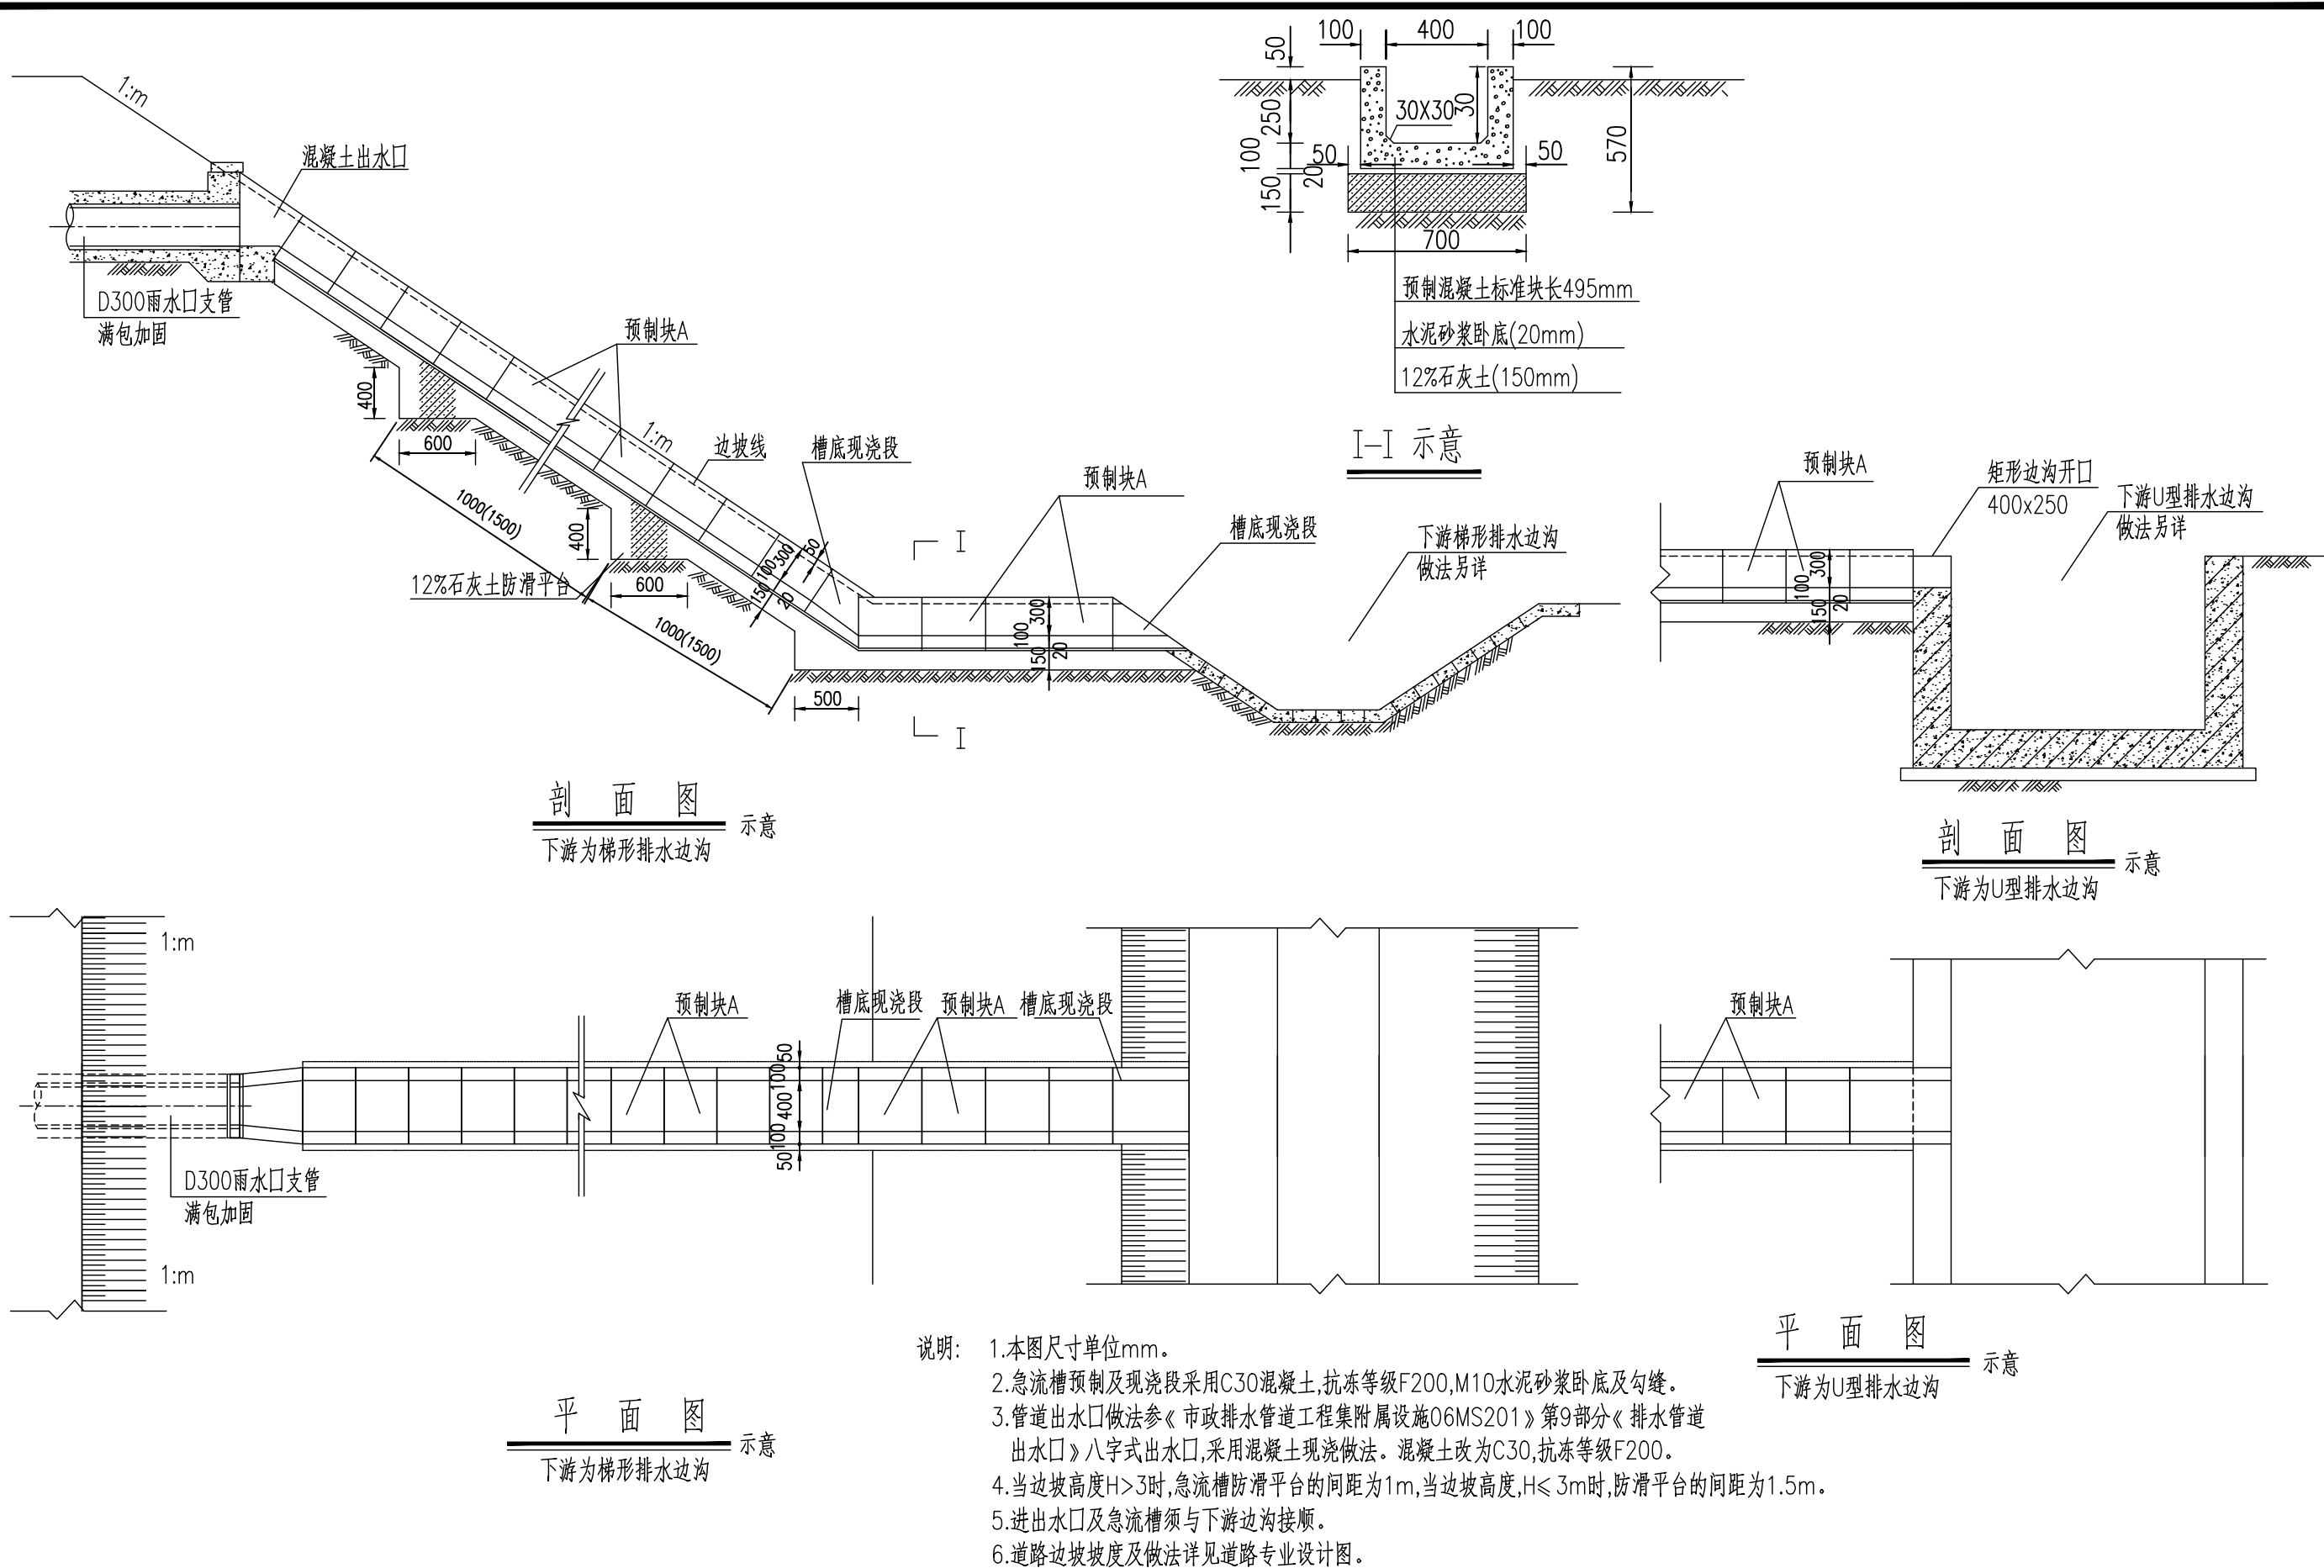 1:m
混凝土出水口
D300雨水口支管
满包加固
预制块A
400
600
1000(1500)
1:m
边坡线
槽底现浇段
400
600
12%石灰土防滑平台
1000(1500)
150
100
300
50
20
500
I
I
预制块A
槽底现浇段
300
100
150
20
下游梯形排水边沟
做法另详
剖 面 图
示意
下游为梯形排水边沟
100
400
100
50
250
100
150
20
30X30
30
50
50
570
700
预制混凝土标准块长495mm
水泥砂浆卧底(20mm)
12%石灰土(150mm)
I-I 示意
预制块A
矩形边沟开口
400x250
下游U型排水边沟
做法另详
300
100
150
20
剖 面 图
示意
下游为U型排水边沟
1:m
1:m
D300雨水口支管
满包加固
预制块A
槽底现浇段
预制块A
槽底现浇段
50
100
400
100
50
平 面 图
示意
下游为梯形排水边沟
预制块A
平 面 图
示意
下游为U型排水边沟
说明: 1.本图尺寸单位mm。
2.急流槽预制及现浇段采用C30混凝土,抗冻等级F200,M10水泥砂浆卧底及勾缝。
3.管道出水口做法参《市政排水管道工程集附属设施06MS201》第9部分《排水管道
出水口》八字式出水口,采用混凝土现浇做法。混凝土改为C30,抗冻等级F200。
4.当边坡高度H>3时,急流槽防滑平台的间距为1m,当边坡高度,H≤3m时,防滑平台的间距为1.5m。
5.进出水口及急流槽须与下游边沟接顺。
6.道路边坡坡度及做法详见道路专业设计图。